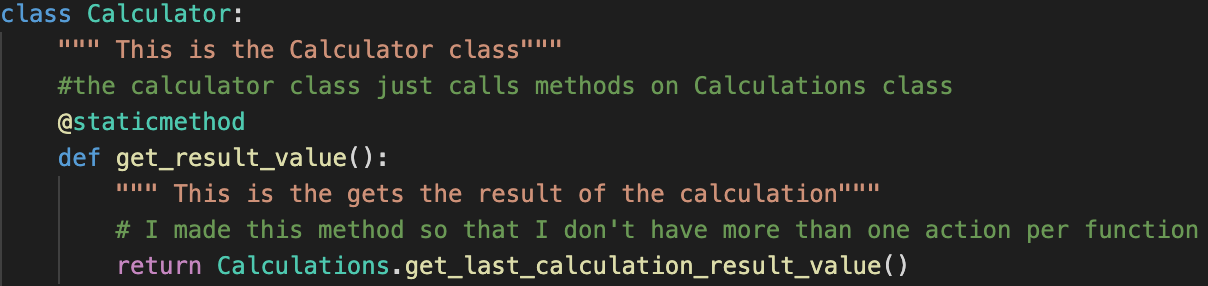 class Calculator:
    """ This is the Calculator class"""
    #the calculator class just calls methods on Calculations class
    @staticmethod
    def get_result_value():
        """ This is the gets the result of the calculation"""
        # I made this method so that I don't have more than one action per function
        return Calculations.get_last_calculation_result_value()